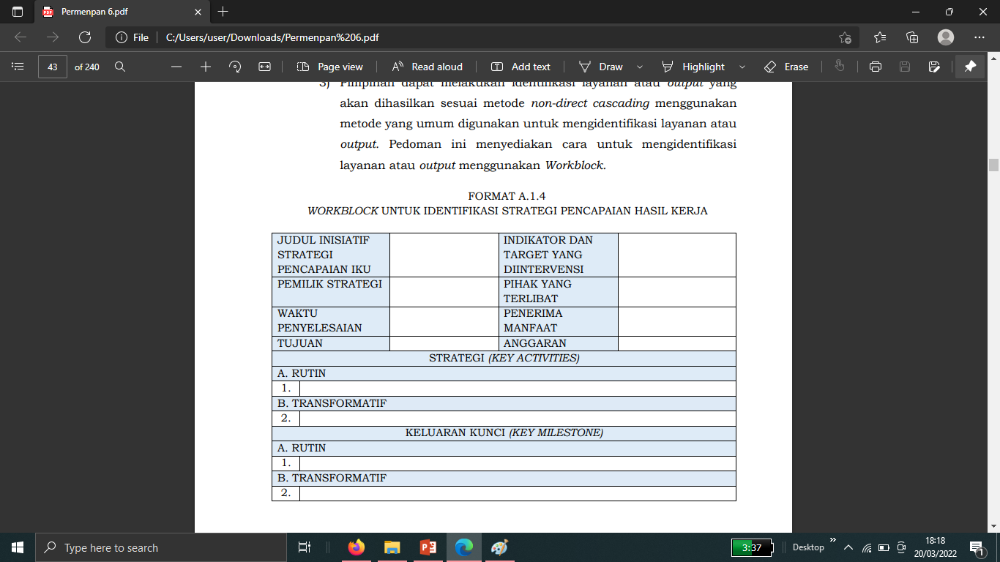 Permenpan 6.pdf
File
C:/Users/user/Downloads/Permenpan%206.pdf
43 of 240
Page view
Read aloud
Add text
Draw
Highlight
Erase
3) Pimpinan dapat melakukan identifikasi layanan atau output yang
akan dihasilkan sesuai metode non-direct cascading menggunakan
metode yang umum digunakan untuk mengidentifikasi layanan atau
output. Pedoman ini menyediakan cara untuk mengidentifikasi
layanan atau output menggunakan Workblock.
FORMAT A.1.4
WORKBLOCK UNTUK IDENTIFIKASI STRATEGI PENCAPAIAN HASIL KERJA
JUDUL INISIATIF
STRATEGI
PENCAPAIAN IKU
INDIKATOR DAN
TARGET YANG
DIINTERVENSI
PEMILIK STRATEGI
PIHAK YANG
TERLIBAT
WAKTU
PENYELESAIAN
PENERIMA
MANFAAT
TUJUAN
ANGGARAN
STRATEGI (KEY ACTIVITIES)
A. RUTIN
1.
B. TRANSFORMATIF
2.
KELUARAN KUNCI (KEY MILESTONE)
A. RUTIN
1.
B. TRANSFORMATIF
2.
Type here to search
3:37
Desktop
18:18
20/03/2022
1